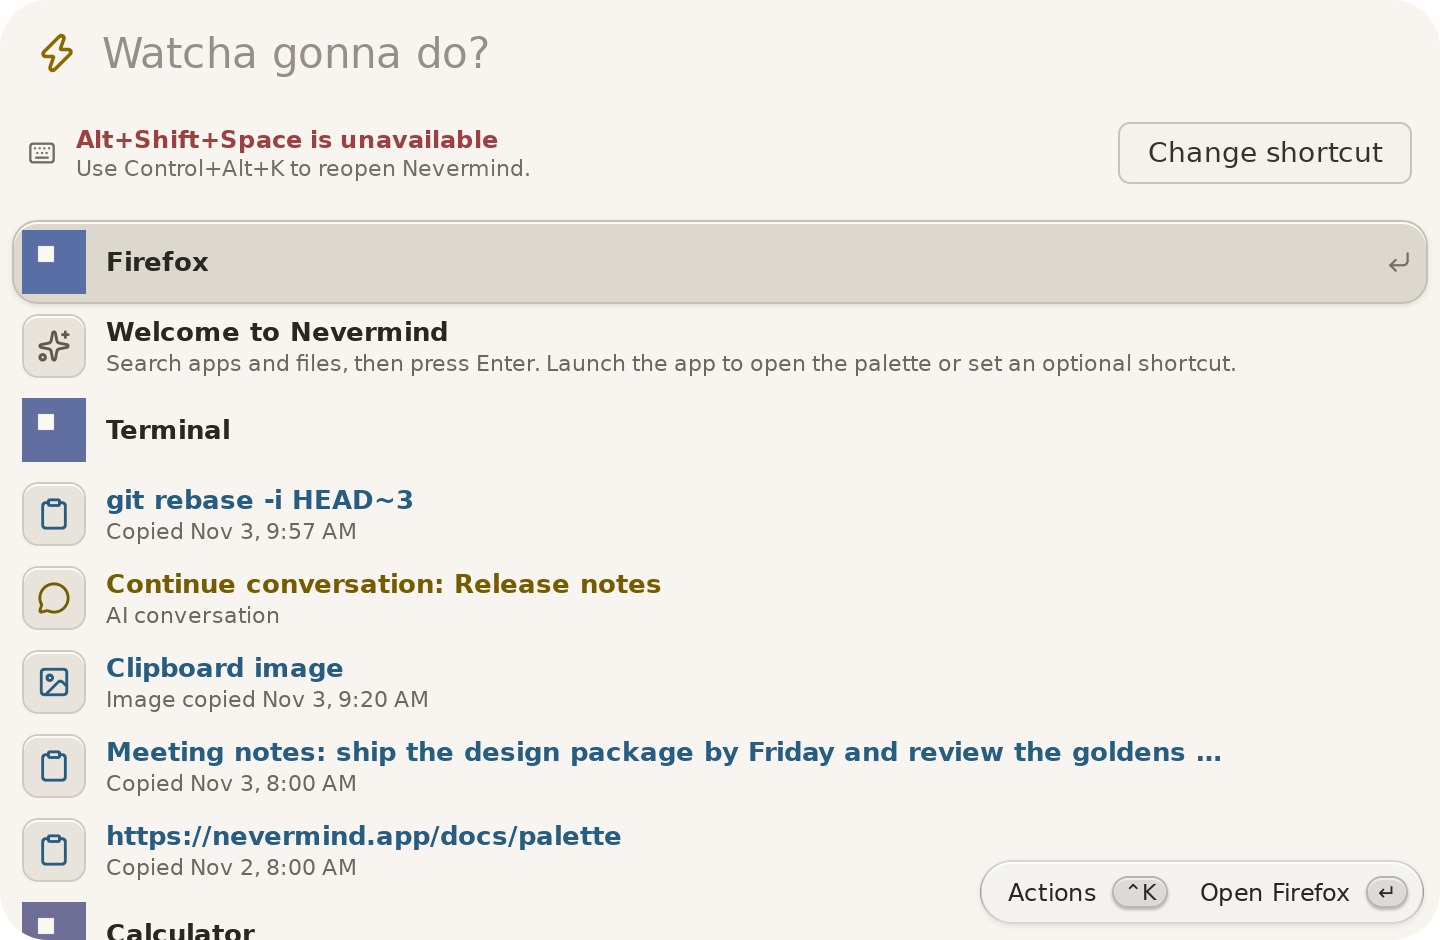 Watcha gonna do?
Alt+Shift+Space is unavailable
Use Control+Alt+K to reopen Nevermind.
Change shortcut
Firefox
Welcome to Nevermind
Search apps and files, then press Enter. Launch the app to open the palette or set an optional shortcut.
Terminal
git rebase -i HEAD~3
Copied Nov 3, 9:57 AM
Continue conversation: Release notes
AI conversation
Clipboard image
Image copied Nov 3, 9:20 AM
Meeting notes: ship the design package by Friday and review the goldens …
Copied Nov 3, 8:00 AM
https://nevermind.app/docs/palette
Copied Nov 2, 8:00 AM
Actions ^K Open Firefox ↵
Calculator